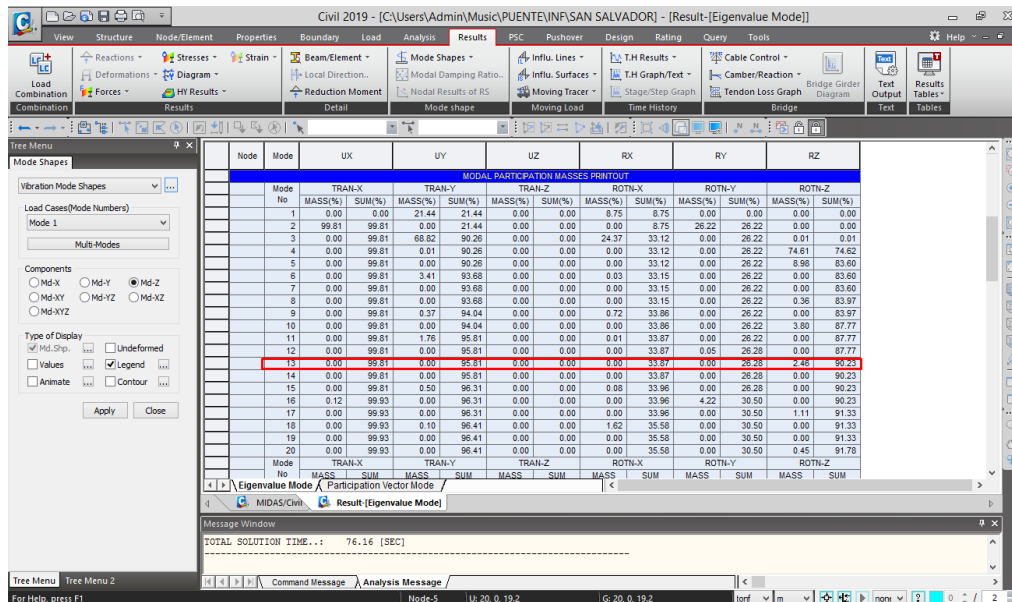 Civil 2019 - [C:\Users\Admin\Music\PUENTE\INF\SAN SALVADOR] - [Result-[Eigenvalue Mode]]
View Structure Node/Element Properties Boundary Load Analysis Results PSC Pushover Design Rating Query Tools Help
Load Combination
Reactions Stresses Strain
Deformations Diagram
Forces HY Results
Beam/Element
Local Direction..
Reduction Moment
Mode Shapes
Modal Damping Ratio..
Nodal Results of RS
Influ. Lines
Influ. Surfaces
Moving Tracer
T.H Results
T.H Graph/Text
Stage/Step Graph
Cable Control
Camber/Reaction
Tendon Loss Graph
Bridge Girder Diagram
Text Output
Results Tables
Combination Results Detail Mode shape Moving Load Time History Bridge Text Tables
Tree Menu
Mode Shapes
Vibration Mode Shapes ...
Load Cases(Mode Numbers)
Mode 1
Multi-Modes
Components
Md-X Md-Y Md-Z
Md-XY Md-YZ Md-XZ
Md-XYZ
Type of Display
Md.Shp. ... Undeformed
Values ... Legend ...
Animate ... Contour ...
Apply Close
Node Mode UX UY UZ RX RY RZ
MODAL PARTICIPATION MASSES PRINTOUT
Mode No TRAN-X TRAN-Y TRAN-Z ROTN-X ROTN-Y ROTN-Z
MASS(%) SUM(%) MASS(%) SUM(%) MASS(%) SUM(%) MASS(%) SUM(%) MASS(%) SUM(%) MASS(%) SUM(%)
1 0.00 0.00 21.44 21.44 0.00 0.00 8.75 8.75 0.00 0.00 0.00 0.00
2 99.81 99.81 0.00 21.44 0.00 0.00 0.00 8.75 26.22 26.22 0.00 0.00
3 0.00 99.81 68.82 90.26 0.00 0.00 24.37 33.12 0.00 26.22 0.01 0.01
4 0.00 99.81 0.01 90.26 0.00 0.00 0.00 33.12 0.00 26.22 74.61 74.62
5 0.00 99.81 0.00 90.26 0.00 0.00 0.00 33.12 0.00 26.22 8.98 83.60
6 0.00 99.81 3.41 93.68 0.00 0.00 0.03 33.15 0.00 26.22 0.00 83.60
7 0.00 99.81 0.00 93.68 0.00 0.00 0.00 33.15 0.00 26.22 0.00 83.60
8 0.00 99.81 0.00 93.68 0.00 0.00 0.00 33.15 0.00 26.22 0.36 83.97
9 0.00 99.81 0.37 94.04 0.00 0.00 0.72 33.86 0.00 26.22 0.00 83.97
10 0.00 99.81 0.00 94.04 0.00 0.00 0.00 33.86 0.00 26.22 3.80 87.77
11 0.00 99.81 1.76 95.81 0.00 0.00 0.01 33.87 0.00 26.22 0.00 87.77
12 0.00 99.81 0.00 95.81 0.00 0.00 0.00 33.87 0.05 26.28 0.00 87.77
13 0.00 99.81 0.00 95.81 0.00 0.00 0.00 33.87 0.00 26.28 2.46 90.23
14 0.00 99.81 0.00 95.81 0.00 0.00 0.00 33.87 0.00 26.28 0.00 90.23
15 0.00 99.81 0.50 96.31 0.00 0.00 0.08 33.96 0.00 26.28 0.00 90.23
16 0.12 99.93 0.00 96.31 0.00 0.00 0.00 33.96 4.22 30.50 0.00 90.23
17 0.00 99.93 0.00 96.31 0.00 0.00 0.00 33.96 0.00 30.50 1.11 91.33
18 0.00 99.93 0.10 96.41 0.00 0.00 1.62 35.58 0.00 30.50 0.00 91.33
19 0.00 99.93 0.00 96.41 0.00 0.00 0.00 35.58 0.00 30.50 0.00 91.33
20 0.00 99.93 0.00 96.41 0.00 0.00 0.00 35.58 0.00 30.50 0.45 91.78
Mode No TRAN-X TRAN-Y TRAN-Z ROTN-X ROTN-Y ROTN-Z
MASS SUM MASS SUM MASS SUM MASS SUM MASS SUM MASS SUM
Eigenvalue Mode Participation Vector Mode
MIDAS/Civil Result-[Eigenvalue Mode]
Message Window
TOTAL SOLUTION TIME..: 76.16 [SEC]
Tree Menu Tree Menu 2
Command Message Analysis Message
For Help, press F1 Node-5 U: 20, 0, 19.2 G: 20, 0, 19.2 tonf m none 0 / 2